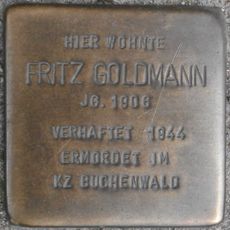 HIER WOHNTE
FRITZ GOLDMANN
JG. 1908
VERHAFTET 1944
ERMORDET IM
KZ BUCHENWALD